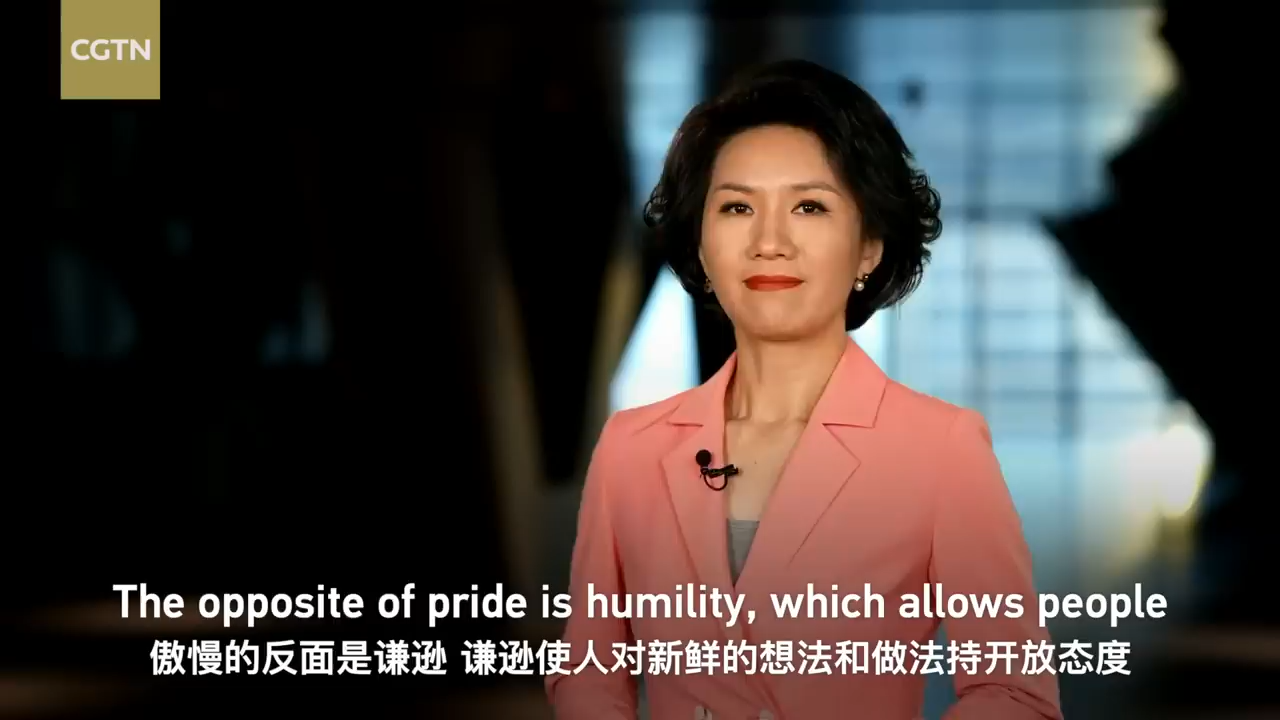 CGTN
The opposite of pride is humility, which allows people
傲慢的反面是谦逊 谦逊使人对新鲜的想法和做法持开放态度